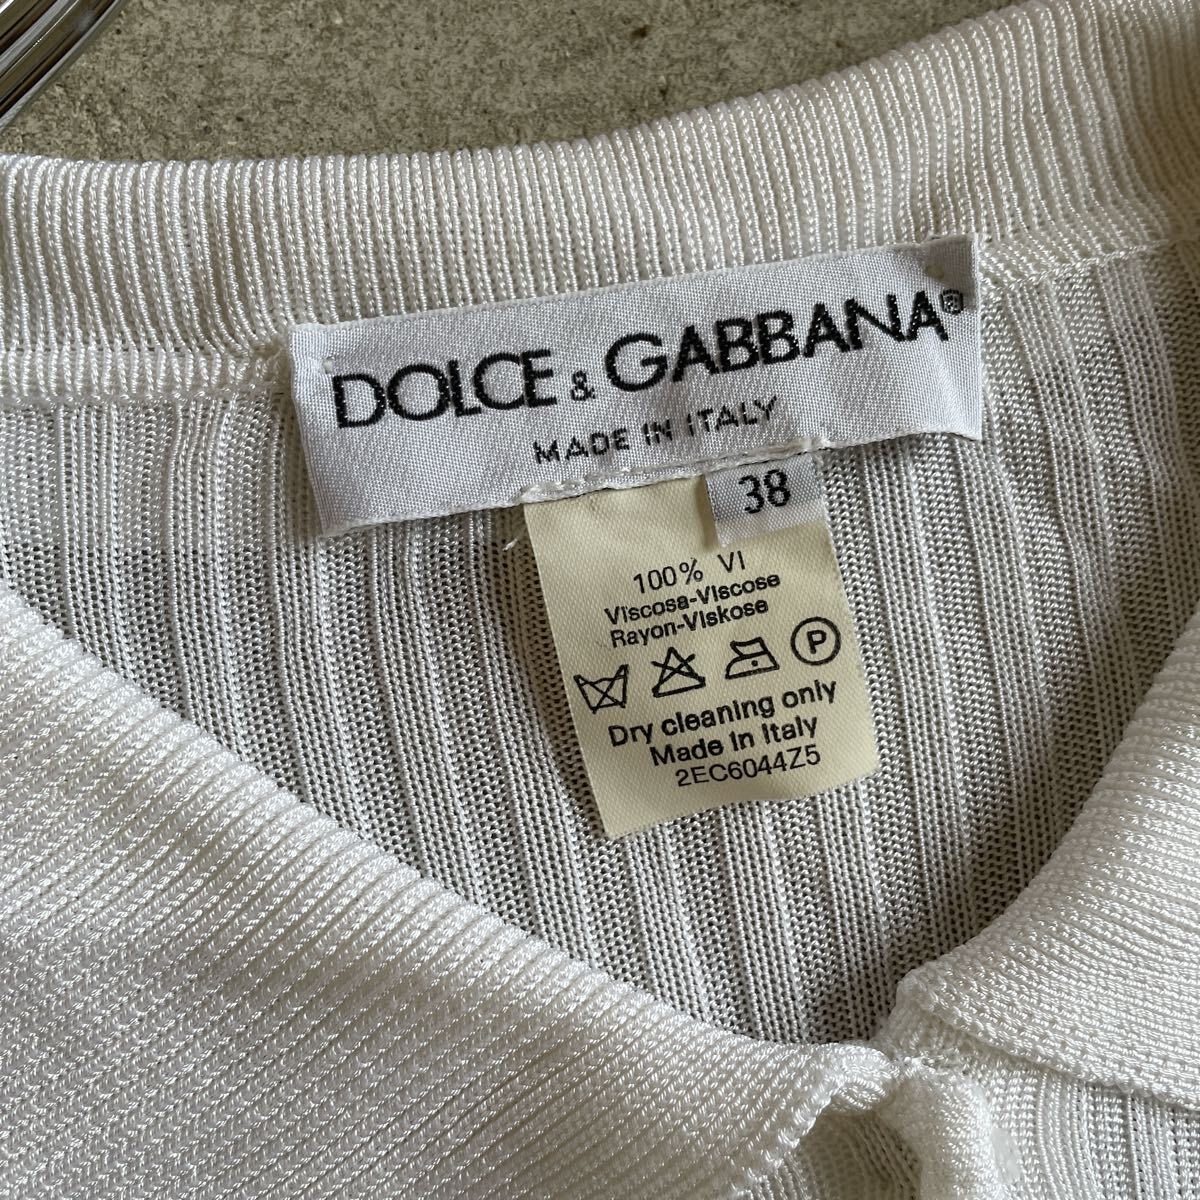 DOLCE & GABBANA®
MADE IN ITALY
38
100% VI
Viscosa-Viscose
Rayon-Viskose
P
Dry cleaning only
Made in Italy
2EC6044Z5